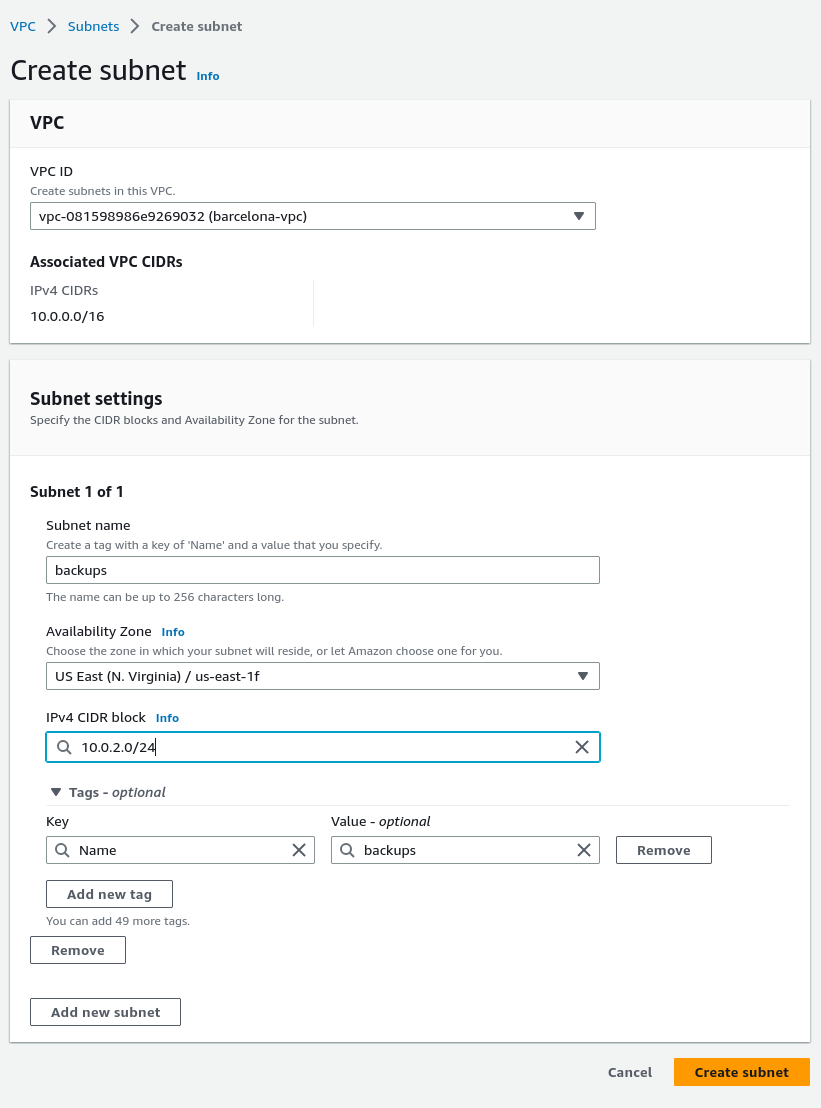 VPC > Subnets > Create subnet
Create subnet Info
VPC
VPC ID
Create subnets in this VPC.
vpc-081598986e9269032 (barcelona-vpc)
Associated VPC CIDRs
IPv4 CIDRs
10.0.0.0/16
Subnet settings
Specify the CIDR blocks and Availability Zone for the subnet.
Subnet 1 of 1
Subnet name
Create a tag with a key of 'Name' and a value that you specify.
backups
The name can be up to 256 characters long.
Availability Zone Info
Choose the zone in which your subnet will reside, or let Amazon choose one for you.
US East (N. Virginia) / us-east-1f
IPv4 CIDR block Info
10.0.2.0/24
Tags - optional
Key Value - optional
Name backups Remove
Add new tag
You can add 49 more tags.
Remove
Add new subnet
Cancel Create subnet